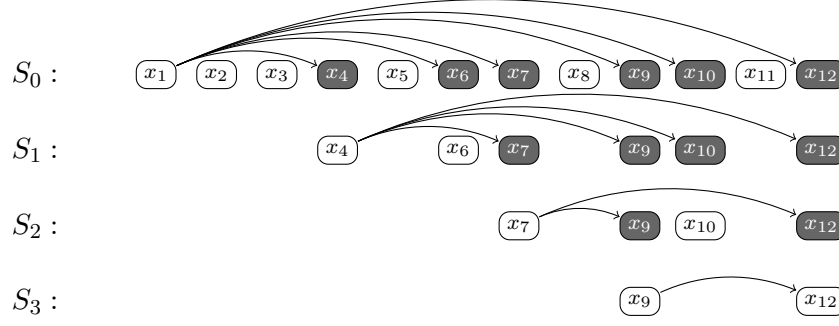 S₀ : x₁ x₂ x₃ x₄ x₅ x₆ x₇ x₈ x₉ x₁₀ x₁₁ x₁₂
S₁ : x₄ x₆ x₇ x₉ x₁₀ x₁₂
S₂ : x₇ x₉ x₁₀ x₁₂
S₃ : x₉ x₁₂